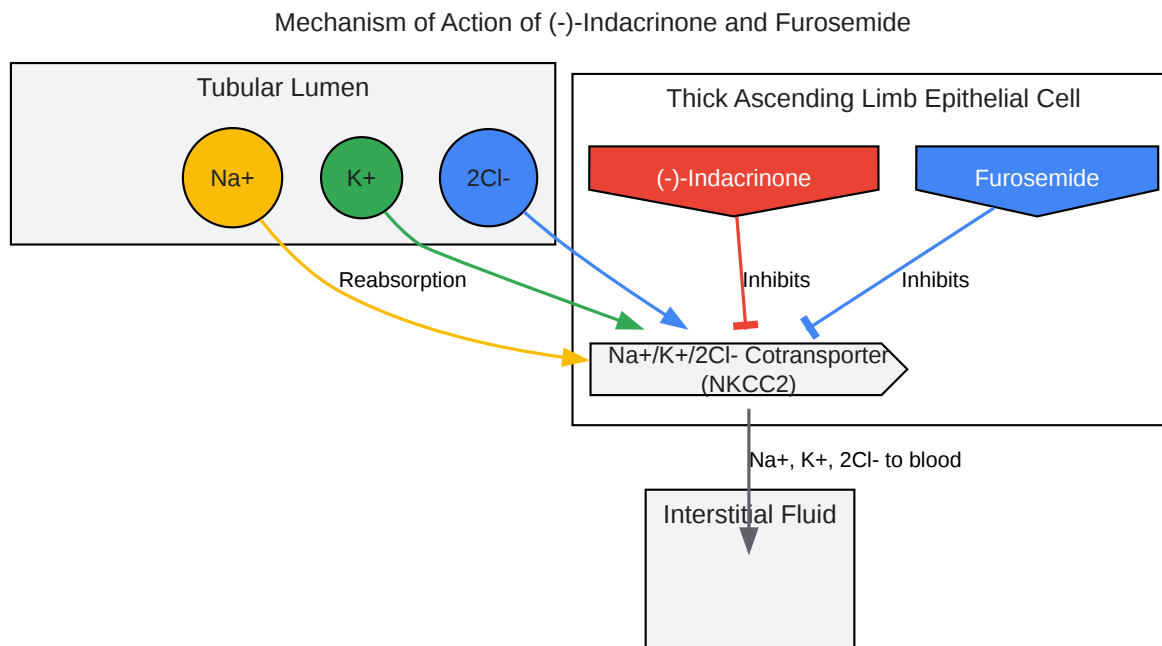 Mechanism of Action of (-)-Indacrinone and Furosemide
Tubular Lumen
Thick Ascending Limb Epithelial Cell
Na+
K+
2Cl-
(-)-Indacrinone
Furosemide
Reabsorption
Inhibits
Inhibits
Na+/K+/2Cl- Cotransporter
(NKCC2)
Na+, K+, 2Cl- to blood
Interstitial Fluid